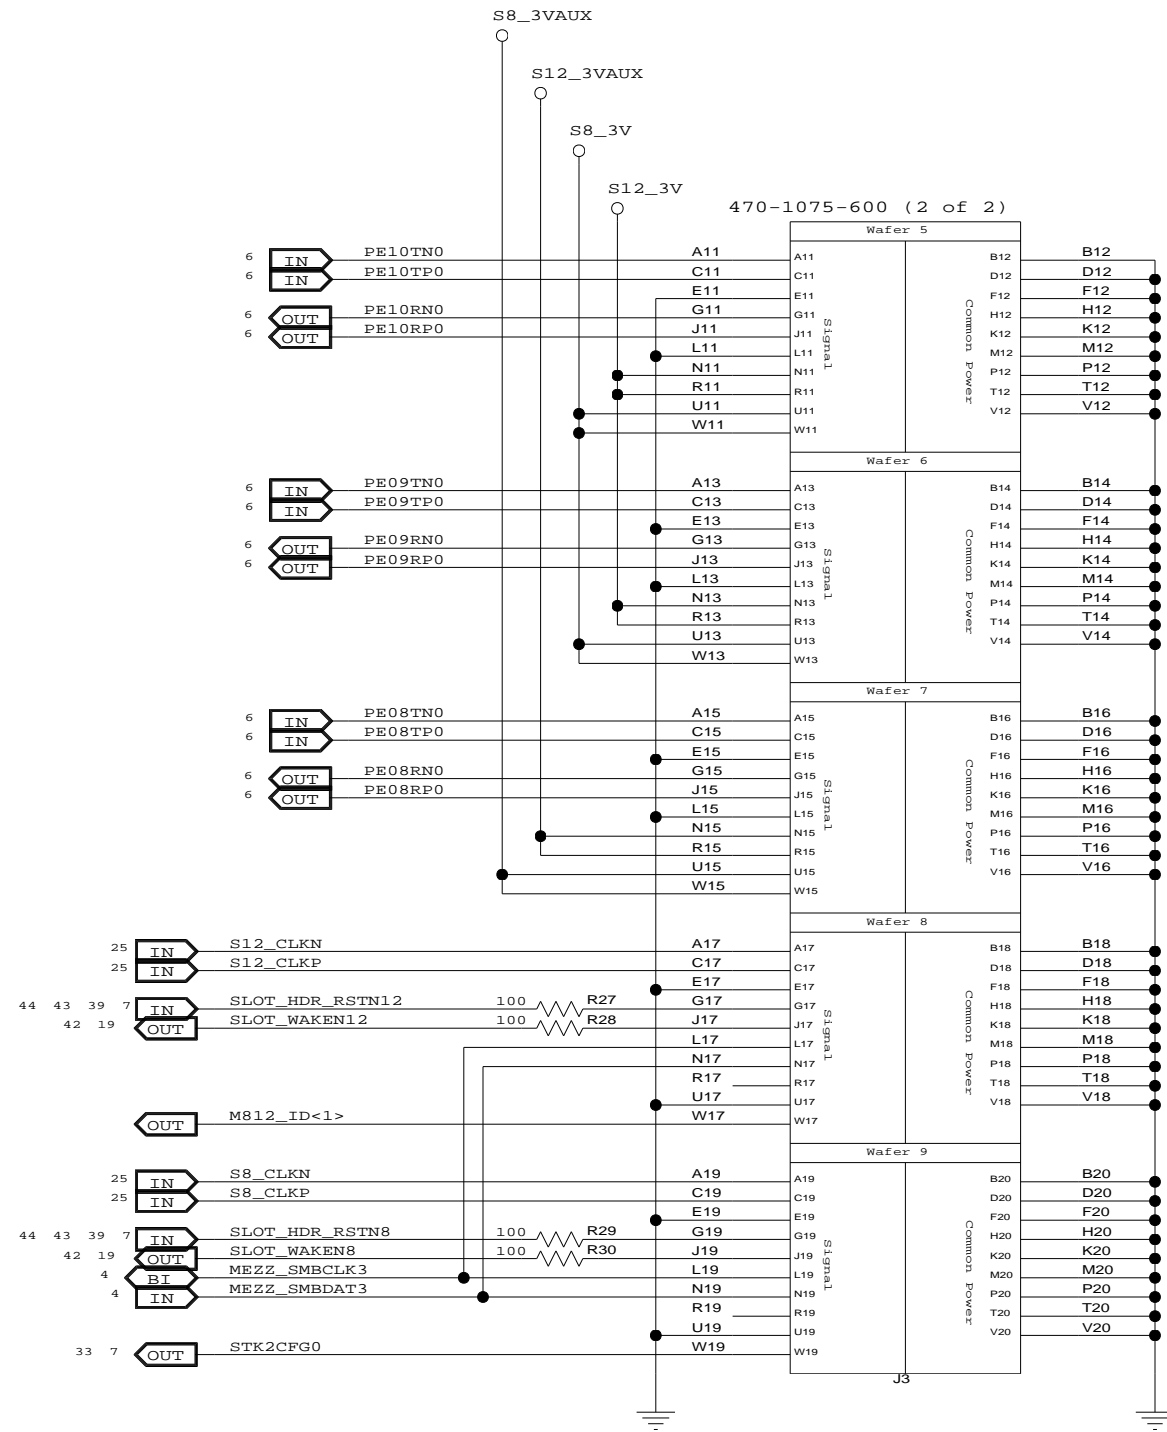 S8_3VAUX
S12_3VAUX
S8_3V
S12_3V
470-1075-600 (2 of 2)
Wafer 5
6 IN PE10TN0 A11 A11 B12 B12
6 IN PE10TP0 C11 C11 D12 D12
E11 E11 F12 F12
6 OUT PE10RN0 G11 G11 H12 H12
6 OUT PE10RP0 J11 J11 K12 K12
L11 L11 M12 M12
N11 N11 P12 P12
R11 R11 T12 T12
U11 U11 V12 V12
W11 W11
Signal
Common Power
Wafer 6
6 IN PE09TN0 A13 A13 B14 B14
6 IN PE09TP0 C13 C13 D14 D14
E13 E13 F14 F14
6 OUT PE09RN0 G13 G13 H14 H14
6 OUT PE09RP0 J13 J13 K14 K14
L13 L13 M14 M14
N13 N13 P14 P14
R13 R13 T14 T14
U13 U13 V14 V14
W13 W13
Signal
Common Power
Wafer 7
6 IN PE08TN0 A15 A15 B16 B16
6 IN PE08TP0 C15 C15 D16 D16
E15 E15 F16 F16
6 OUT PE08RN0 G15 G15 H16 H16
6 OUT PE08RP0 J15 J15 K16 K16
L15 L15 M16 M16
N15 N15 P16 P16
R15 R15 T16 T16
U15 U15 V16 V16
W15 W15
Signal
Common Power
Wafer 8
25 IN S12_CLKN A17 A17 B18 B18
25 IN S12_CLKP C17 C17 D18 D18
E17 E17 F18 F18
44 43 39 7 IN SLOT_HDR_RSTN12 100 R27 G17 G17 H18 H18
42 19 OUT SLOT_WAKEN12 100 R28 J17 J17 K18 K18
L17 L17 M18 M18
N17 N17 P18 P18
R17 R17 T18 T18
U17 U17 V18 V18
OUT M812_ID<1> W17 W17
Signal
Common Power
Wafer 9
25 IN S8_CLKN A19 A19 B20 B20
25 IN S8_CLKP C19 C19 D20 D20
E19 E19 F20 F20
44 43 39 7 IN SLOT_HDR_RSTN8 100 R29 G19 G19 H20 H20
42 19 OUT SLOT_WAKEN8 100 R30 J19 J19 K20 K20
4 BI MEZZ_SMBCLK3 L19 L19 M20 M20
4 IN MEZZ_SMBDAT3 N19 N19 P20 P20
R19 R19 T20 T20
U19 U19 V20 V20
33 7 OUT STK2CFG0 W19 W19
Signal
Common Power
J3